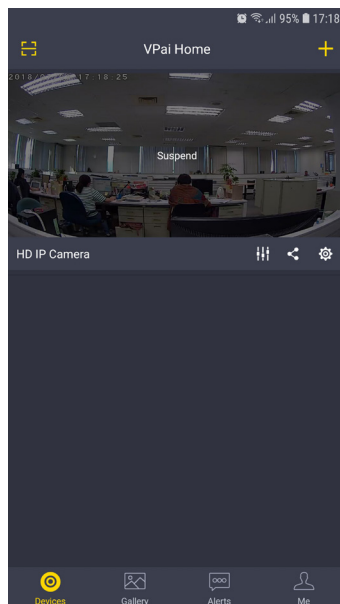 95% 17:18
VPai Home
17:18:25
Suspend
HD IP Camera
Devices Gallery Alerts Me